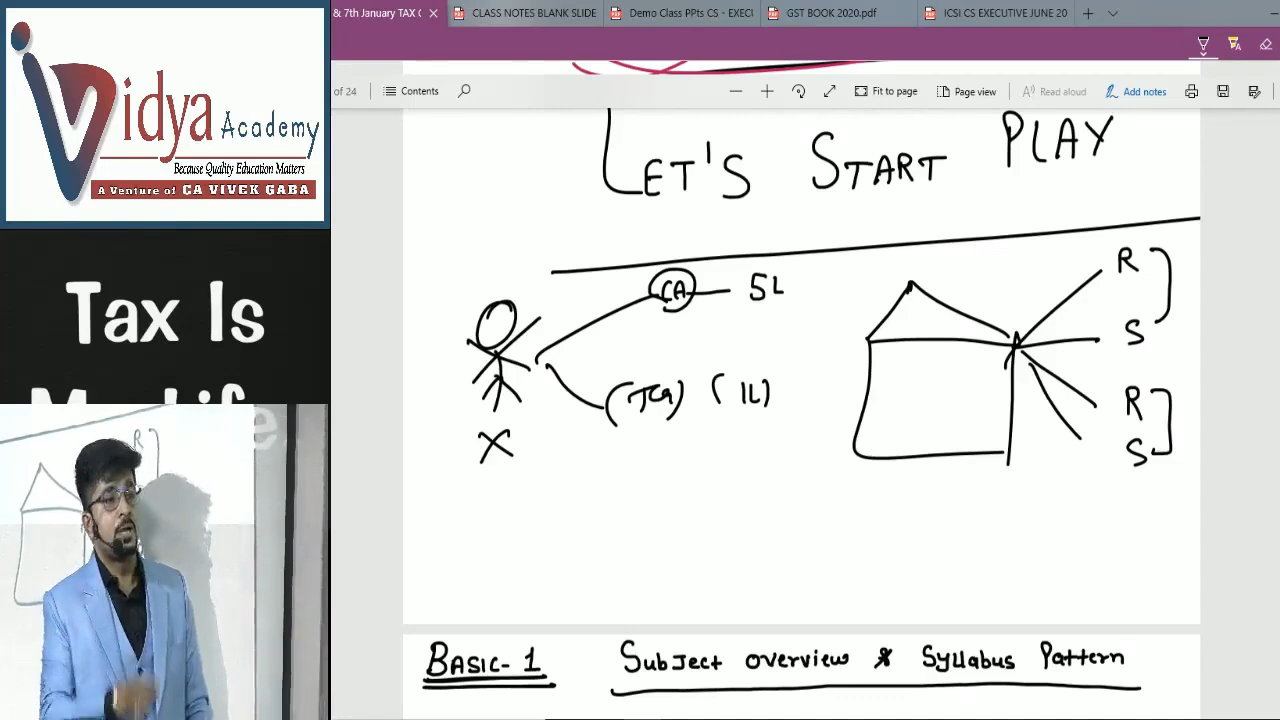 Vidya Academy
Because Quality Education Matters
A Venture of CA VIVEK GABA
Tax Is
& 7th January TAX
CLASS NOTES BLANK SLIDE
Demo Class PPts CS - EXEC
GST BOOK 2020.pdf
ICSI CS EXECUTIVE JUNE 20
of 24
Contents
Fit to page
Page view
Read aloud
Add notes
LET'S START PLAY
CA 5L
(1L)
X
R
S
R
S
R
BASIC-1 Subject overview & Syllabus Pattern